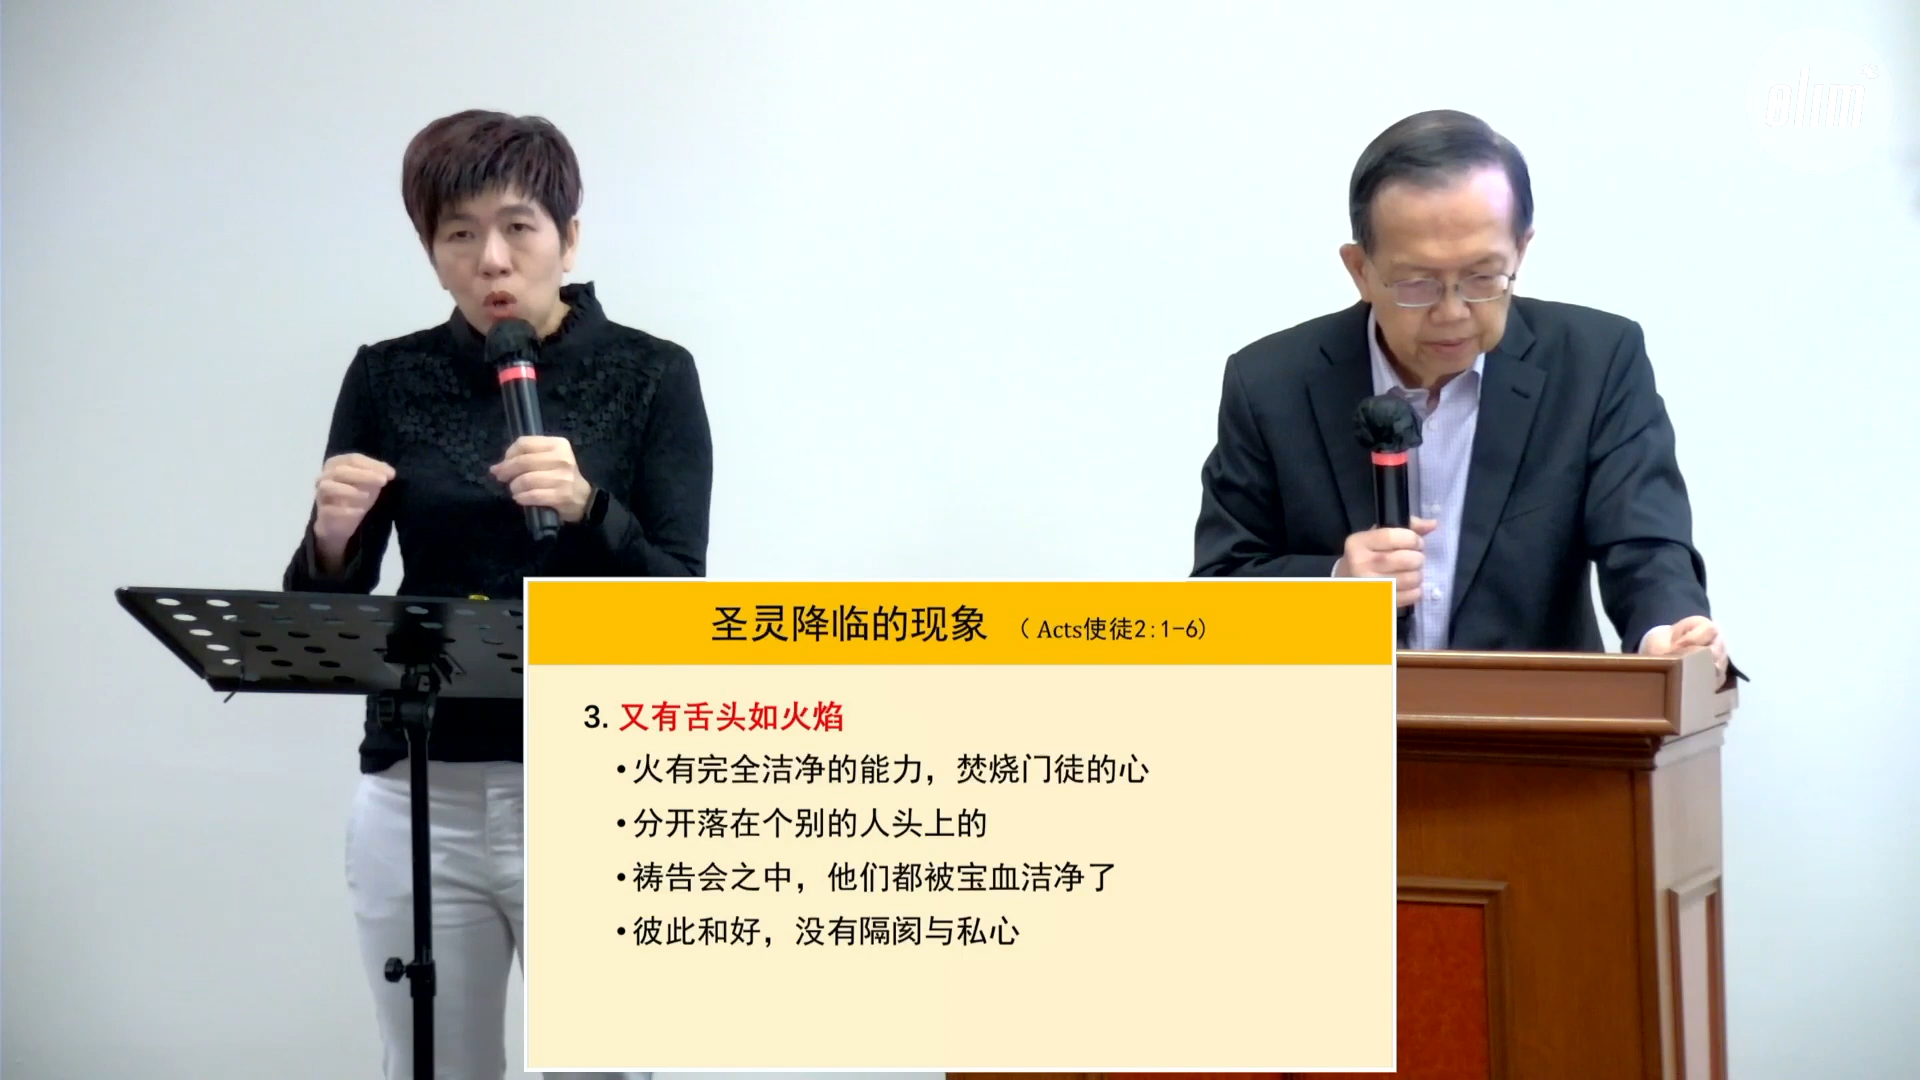 elim
圣灵降临的现象 （Acts使徒2:1-6)
3. 又有舌头如火焰
•火有完全洁净的能力，焚烧门徒的心
•分开落在个别的人头上的
•祷告会之中，他们都被宝血洁净了
•彼此和好，没有隔阂与私心